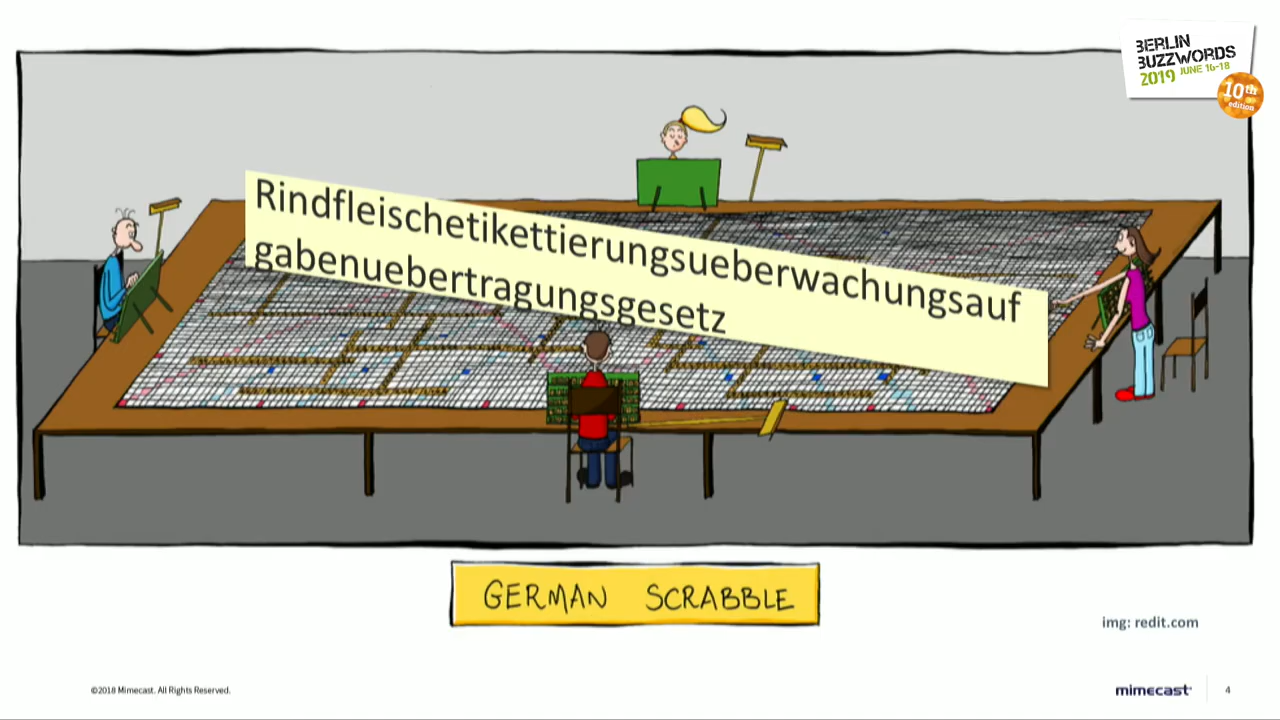 BERLIN
BUZZWORDS
2019 JUNE 16-18
10th
edition
Rindfleischetikettierungsueberwachungsauf
gabenuebertragungsgesetz
GERMAN SCRABBLE
img: redit.com
©2018 Mimecast. All Rights Reserved.
mimecast
4